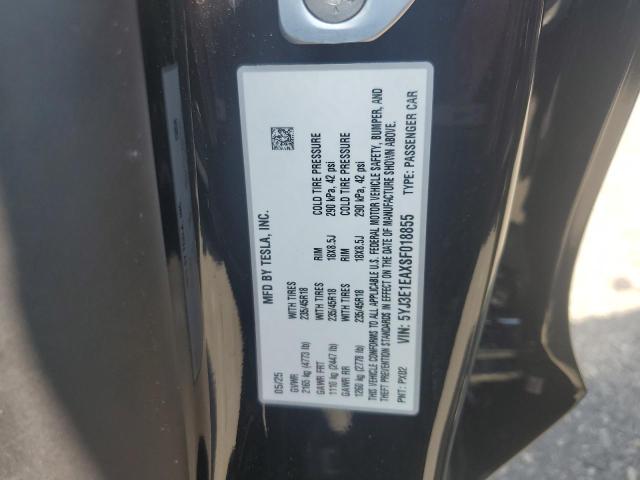 MFD BY TESLA, INC.
05/25
GVWR WITH TIRES RIM COLD TIRE PRESSURE
2165 kg (4773 lb) 235/45R18 18X8.5J 290 kPa, 42 psi
GAWR FRT WITH TIRES RIM COLD TIRE PRESSURE
1110 kg (2447 lb) 235/45R18 18X8.5J 290 kPa, 42 psi
GAWR RR
1260 kg (2778 lb) 235/45R18
THIS VEHICLE CONFORMS TO ALL APPLICABLE U.S. FEDERAL MOTOR VEHICLE SAFETY, BUMPER, AND
THEFT PREVENTION STANDARDS IN EFFECT ON THE DATE OF MANUFACTURE SHOWN ABOVE.
VIN: 5YJ3E1EAXSF018855 TYPE: PASSENGER CAR
PNT: PX02